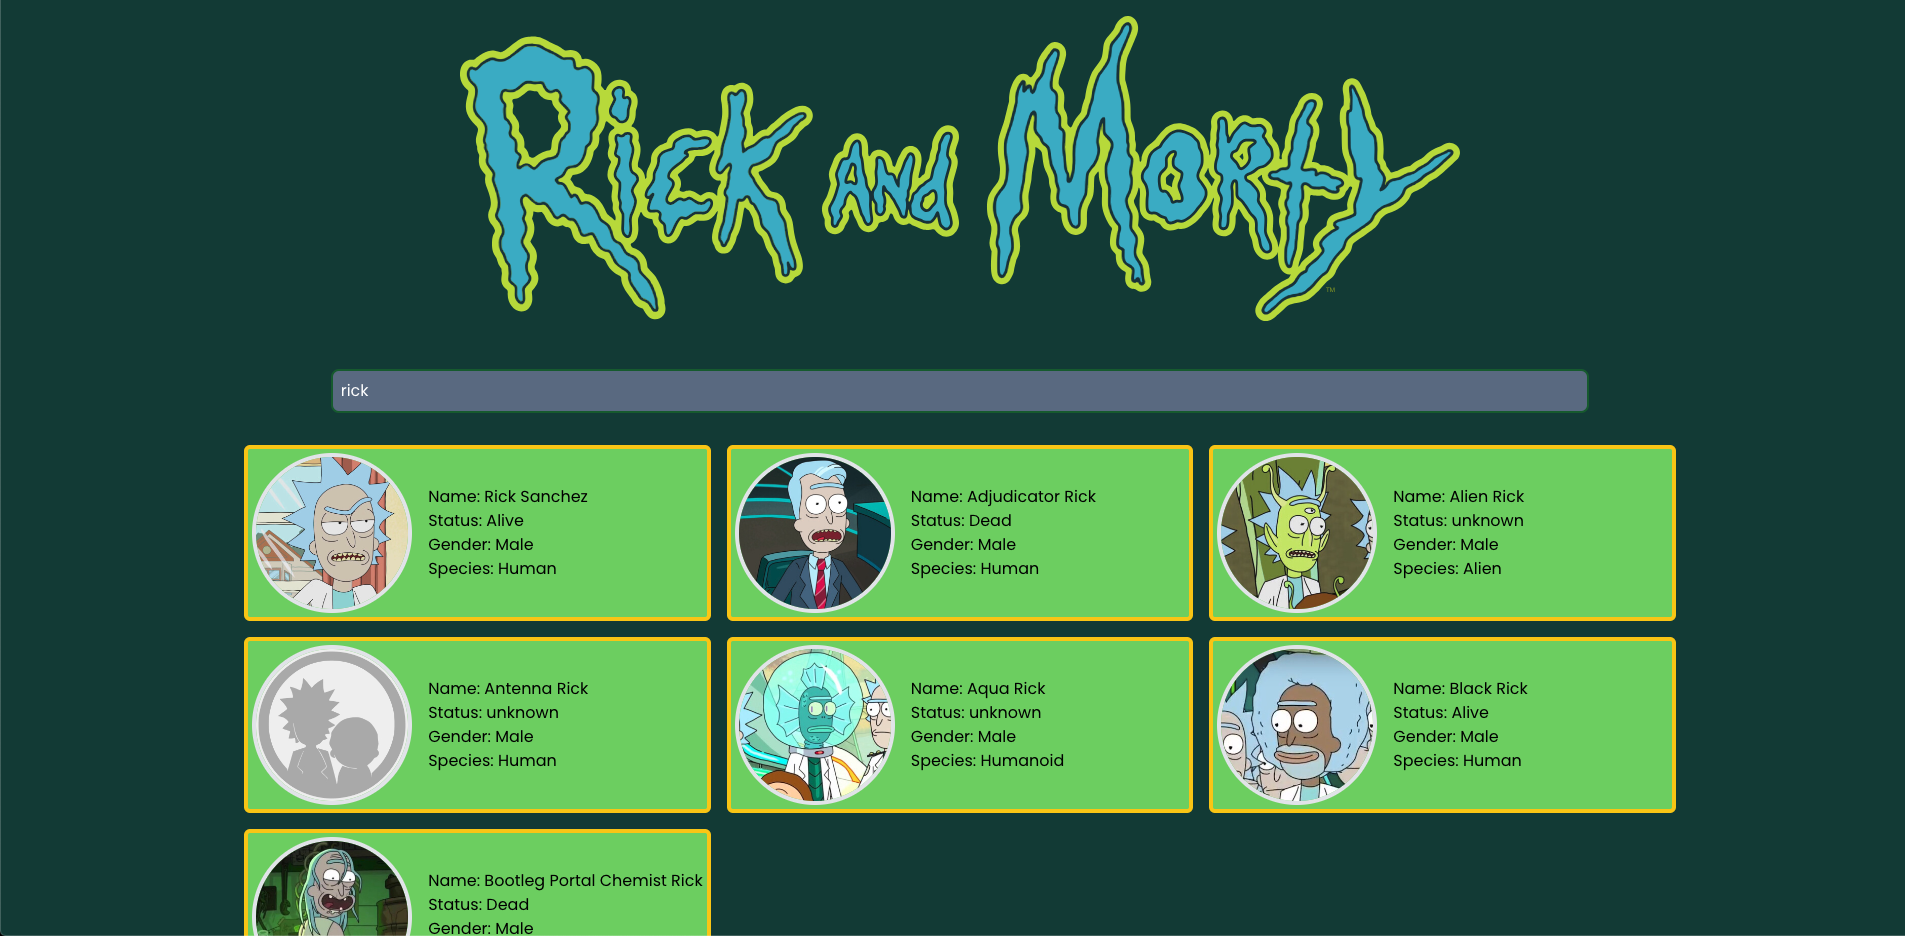 Rick and Morty
TM
rick
Name: Rick Sanchez
Status: Alive
Gender: Male
Species: Human
Name: Adjudicator Rick
Status: Dead
Gender: Male
Species: Human
Name: Alien Rick
Status: unknown
Gender: Male
Species: Alien
Name: Antenna Rick
Status: unknown
Gender: Male
Species: Human
Name: Aqua Rick
Status: unknown
Gender: Male
Species: Humanoid
Name: Black Rick
Status: Alive
Gender: Male
Species: Human
Name: Bootleg Portal Chemist Rick
Status: Dead
Gender: Male